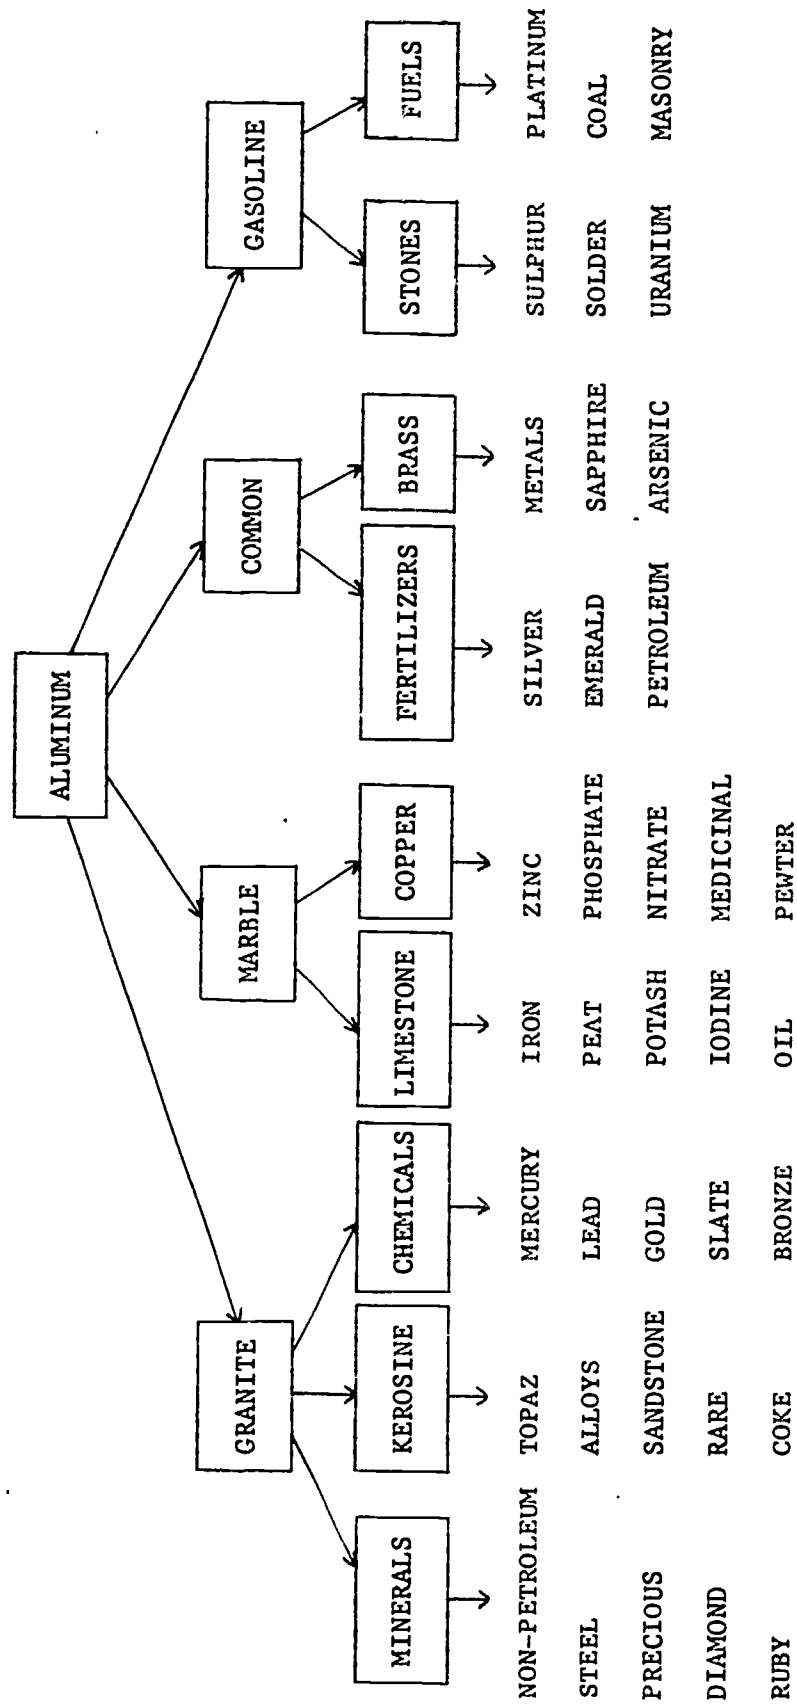 ALUMINUM
GRANITE MARBLE COMMON GASOLINE
MINERALS KEROSINE CHEMICALS LIMESTONE COPPER FERTILIZERS BRASS STONES FUELS
NON-PETROLEUM TOPAZ MERCURY IRON ZINC SILVER METALS SULPHUR PLATINUM
STEEL ALLOYS LEAD PEAT PHOSPHATE EMERALD SAPPHIRE SOLDER COAL
PRECIOUS SANDSTONE GOLD POTASH NITRATE PETROLEUM ARSENIC URANIUM MASONRY
DIAMOND RARE SLATE IODINE MEDICINAL
RUBY COKE BRONZE OIL PEWTER